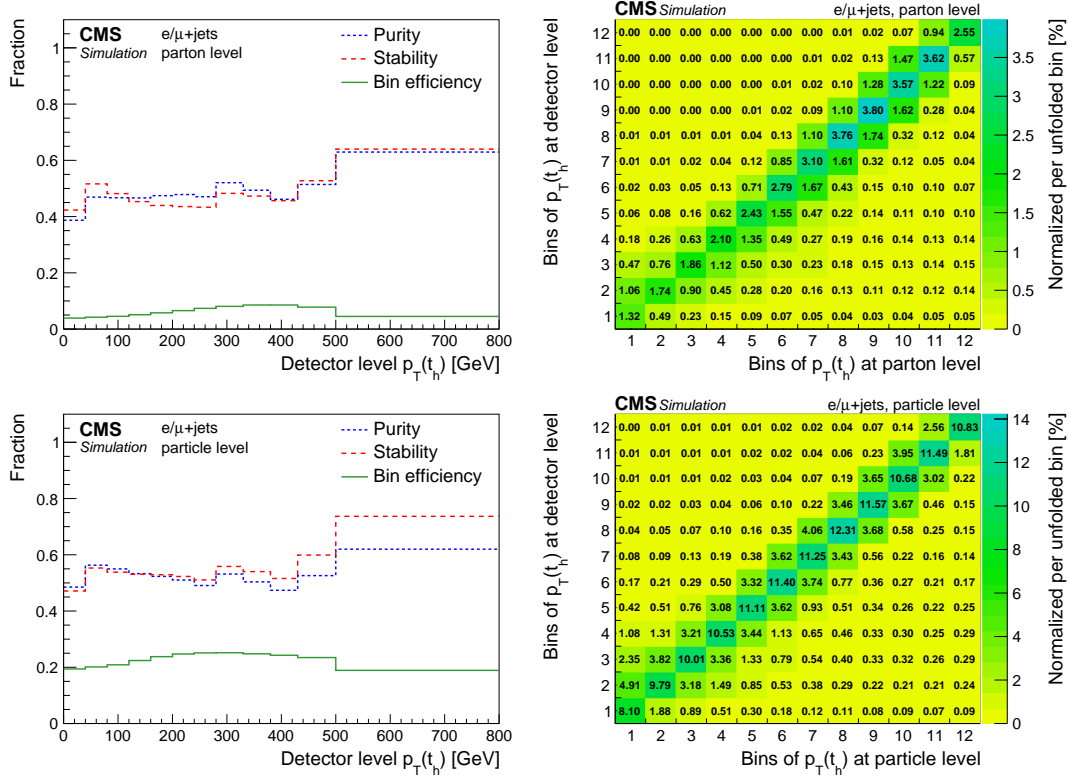 CMS
Simulation
e/μ+jets
parton level
Purity
Stability
Bin efficiency
Fraction
1
0.8
0.6
0.4
0.2
0
0 100 200 300 400 500 600 700 800
Detector level p_T(t_h) [GeV]
CMS Simulation e/μ+jets, parton level
Bins of p_T(t_h) at detector level
12 0.00 0.00 0.00 0.00 0.00 0.00 0.00 0.01 0.02 0.07 0.94 2.55
11 0.00 0.00 0.00 0.00 0.00 0.00 0.01 0.02 0.13 1.47 3.62 0.57
10 0.00 0.00 0.00 0.00 0.01 0.01 0.02 0.10 1.28 3.57 1.22 0.09
9 0.00 0.00 0.00 0.00 0.01 0.02 0.09 1.10 3.80 1.62 0.28 0.04
8 0.01 0.01 0.01 0.01 0.04 0.13 1.10 3.76 1.74 0.32 0.12 0.04
7 0.01 0.01 0.02 0.04 0.12 0.85 3.10 1.61 0.32 0.12 0.05 0.04
6 0.02 0.03 0.05 0.13 0.71 2.79 1.67 0.43 0.15 0.10 0.10 0.07
5 0.06 0.08 0.16 0.62 2.43 1.55 0.47 0.22 0.14 0.11 0.10 0.10
4 0.18 0.26 0.63 2.10 1.35 0.49 0.27 0.19 0.16 0.14 0.13 0.14
3 0.47 0.76 1.86 1.12 0.50 0.30 0.23 0.18 0.15 0.13 0.14 0.15
2 1.06 1.74 0.90 0.45 0.28 0.20 0.16 0.13 0.11 0.12 0.12 0.14
1 1.32 0.49 0.23 0.15 0.09 0.07 0.05 0.04 0.03 0.04 0.05 0.05
1 2 3 4 5 6 7 8 9 10 11 12
Bins of p_T(t_h) at parton level
3.5
3
2.5
2
1.5
1
0.5
0
Normalized per unfolded bin [%]
CMS
Simulation
e/μ+jets
particle level
Purity
Stability
Bin efficiency
Fraction
1
0.8
0.6
0.4
0.2
0
0 100 200 300 400 500 600 700 800
Detector level p_T(t_h) [GeV]
CMS Simulation e/μ+jets, particle level
Bins of p_T(t_h) at detector level
12 0.00 0.01 0.01 0.01 0.01 0.02 0.02 0.04 0.07 0.14 2.56 10.83
11 0.01 0.01 0.01 0.01 0.02 0.02 0.04 0.06 0.23 3.95 11.49 1.81
10 0.01 0.01 0.01 0.02 0.03 0.04 0.07 0.19 3.65 10.68 3.02 0.22
9 0.01 0.02 0.02 0.03 0.06 0.10 0.22 3.46 11.57 3.67 0.46 0.15
8 0.04 0.05 0.07 0.10 0.16 0.35 4.06 12.31 3.68 0.58 0.25 0.15
7 0.08 0.09 0.13 0.19 0.38 3.62 11.25 3.43 0.56 0.22 0.16 0.14
6 0.17 0.21 0.29 0.50 3.32 11.40 3.74 0.77 0.36 0.27 0.21 0.17
5 0.42 0.51 0.76 3.08 11.11 3.62 0.93 0.51 0.34 0.26 0.22 0.25
4 1.08 1.31 3.21 10.53 3.44 1.13 0.65 0.46 0.33 0.30 0.25 0.29
3 2.35 3.82 10.01 3.36 1.33 0.79 0.54 0.40 0.33 0.32 0.26 0.29
2 4.91 9.79 3.18 1.49 0.85 0.53 0.38 0.29 0.22 0.21 0.21 0.24
1 8.10 1.88 0.89 0.51 0.30 0.18 0.12 0.11 0.08 0.09 0.07 0.09
1 2 3 4 5 6 7 8 9 10 11 12
Bins of p_T(t_h) at particle level
14
12
10
8
6
4
2
0
Normalized per unfolded bin [%]